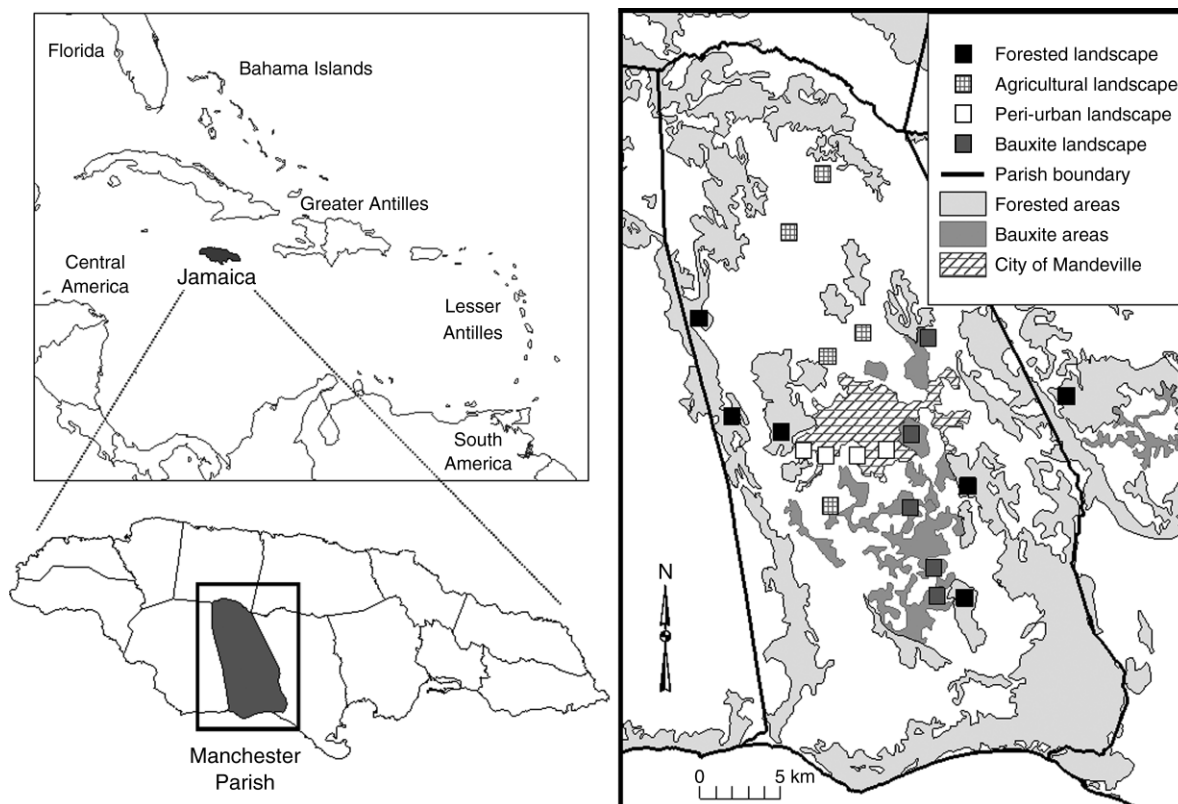 Florida
Bahama Islands
Greater Antilles
Central
America
Jamaica
Lesser
Antilles
South
America
Manchester
Parish
Forested landscape
Agricultural landscape
Peri-urban landscape
Bauxite landscape
Parish boundary
Forested areas
Bauxite areas
City of Mandeville
N
0 5 km